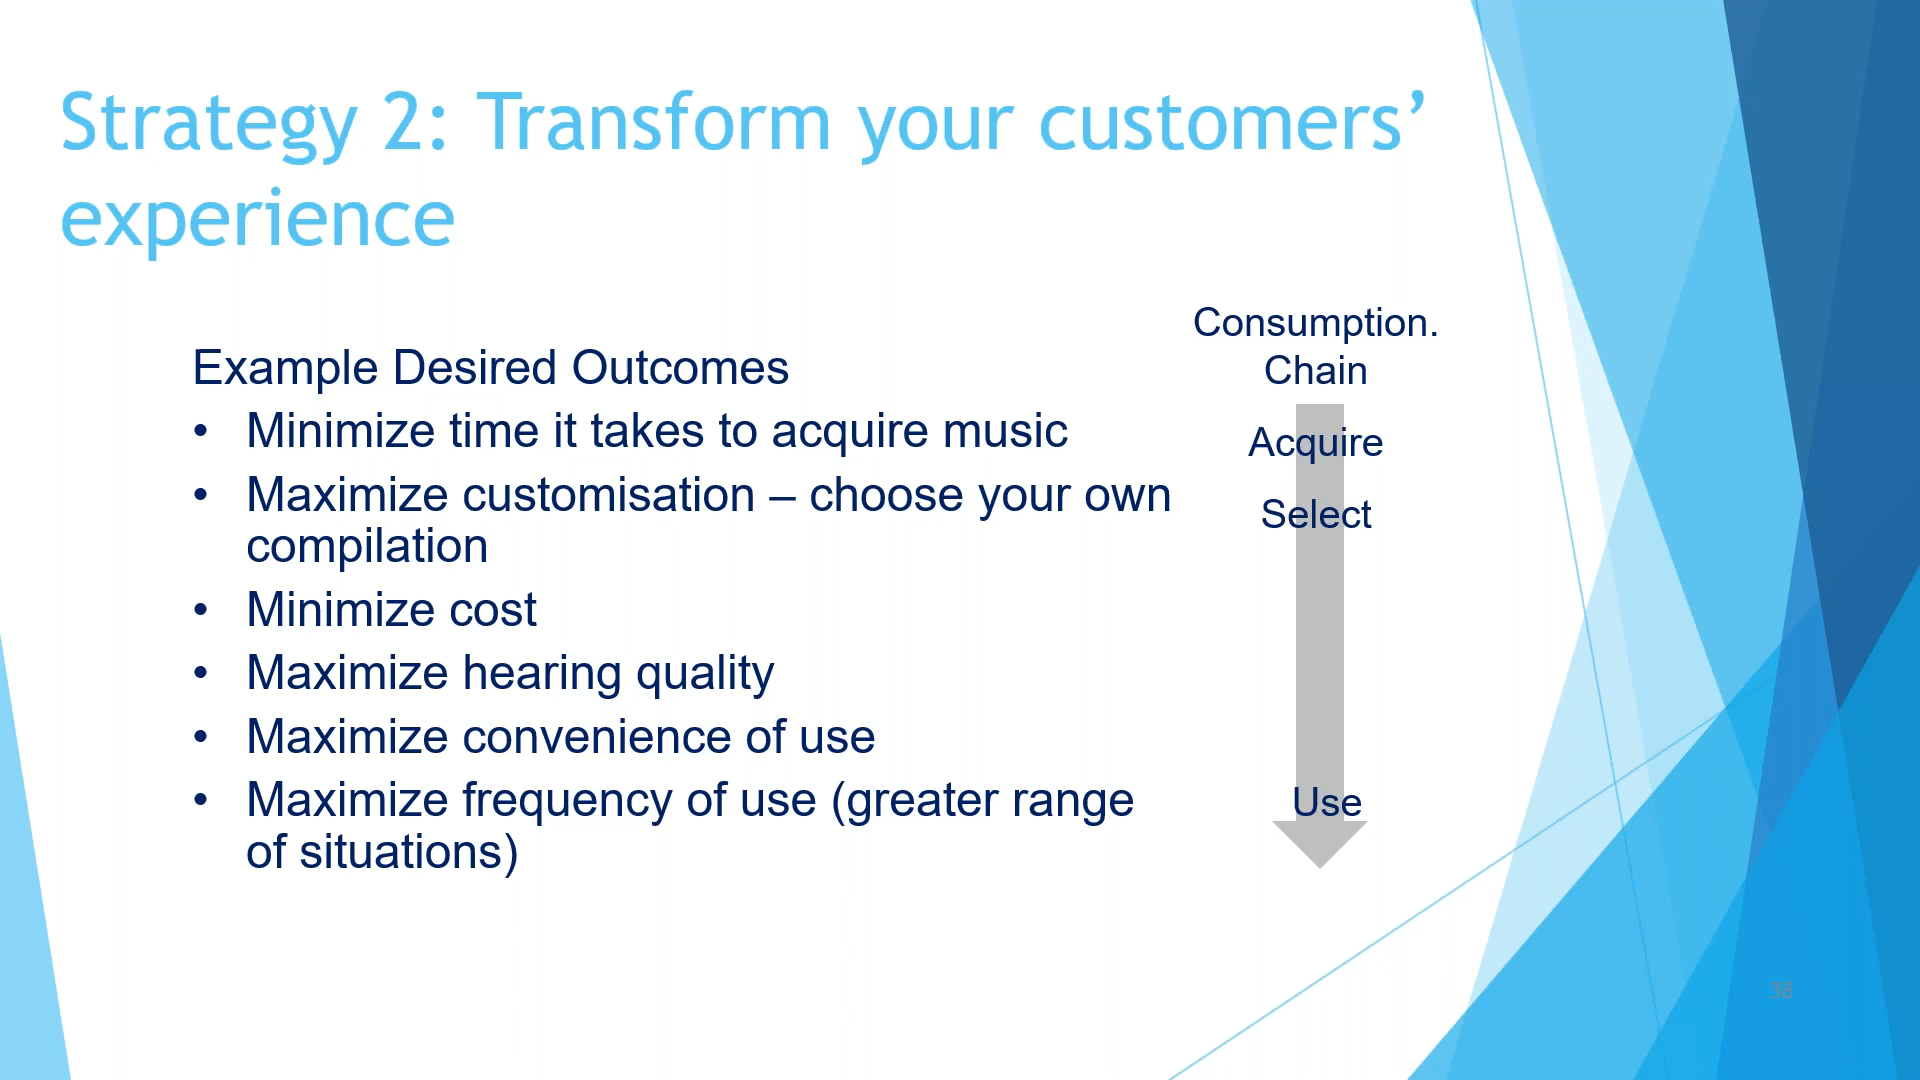 Strategy 2: Transform your customers’
experience
Example Desired Outcomes
• Minimize time it takes to acquire music
• Maximize customisation – choose your own
compilation
• Minimize cost
• Maximize hearing quality
• Maximize convenience of use
• Maximize frequency of use (greater range
of situations)
Consumption.
Chain
Acquire
Select
Use
38